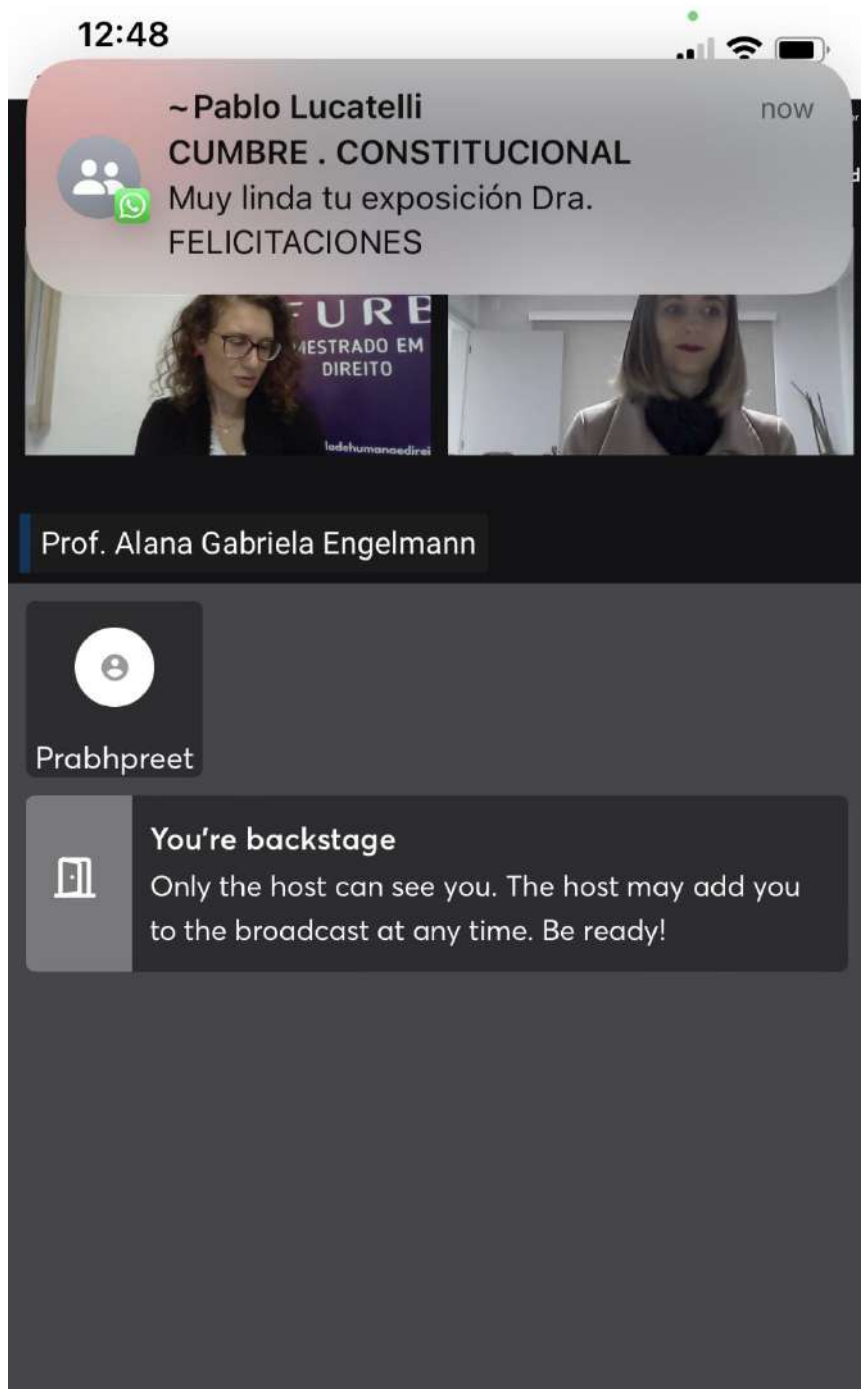 12:48
~Pablo Lucatelli
now
CUMBRE . CONSTITUCIONAL
Muy linda tu exposición Dra.
FELICITACIONES
FURB
MESTRADO EM
DIREITO
Prof. Alana Gabriela Engelmann
Prabhpreet
You're backstage
Only the host can see you. The host may add you
to the broadcast at any time. Be ready!